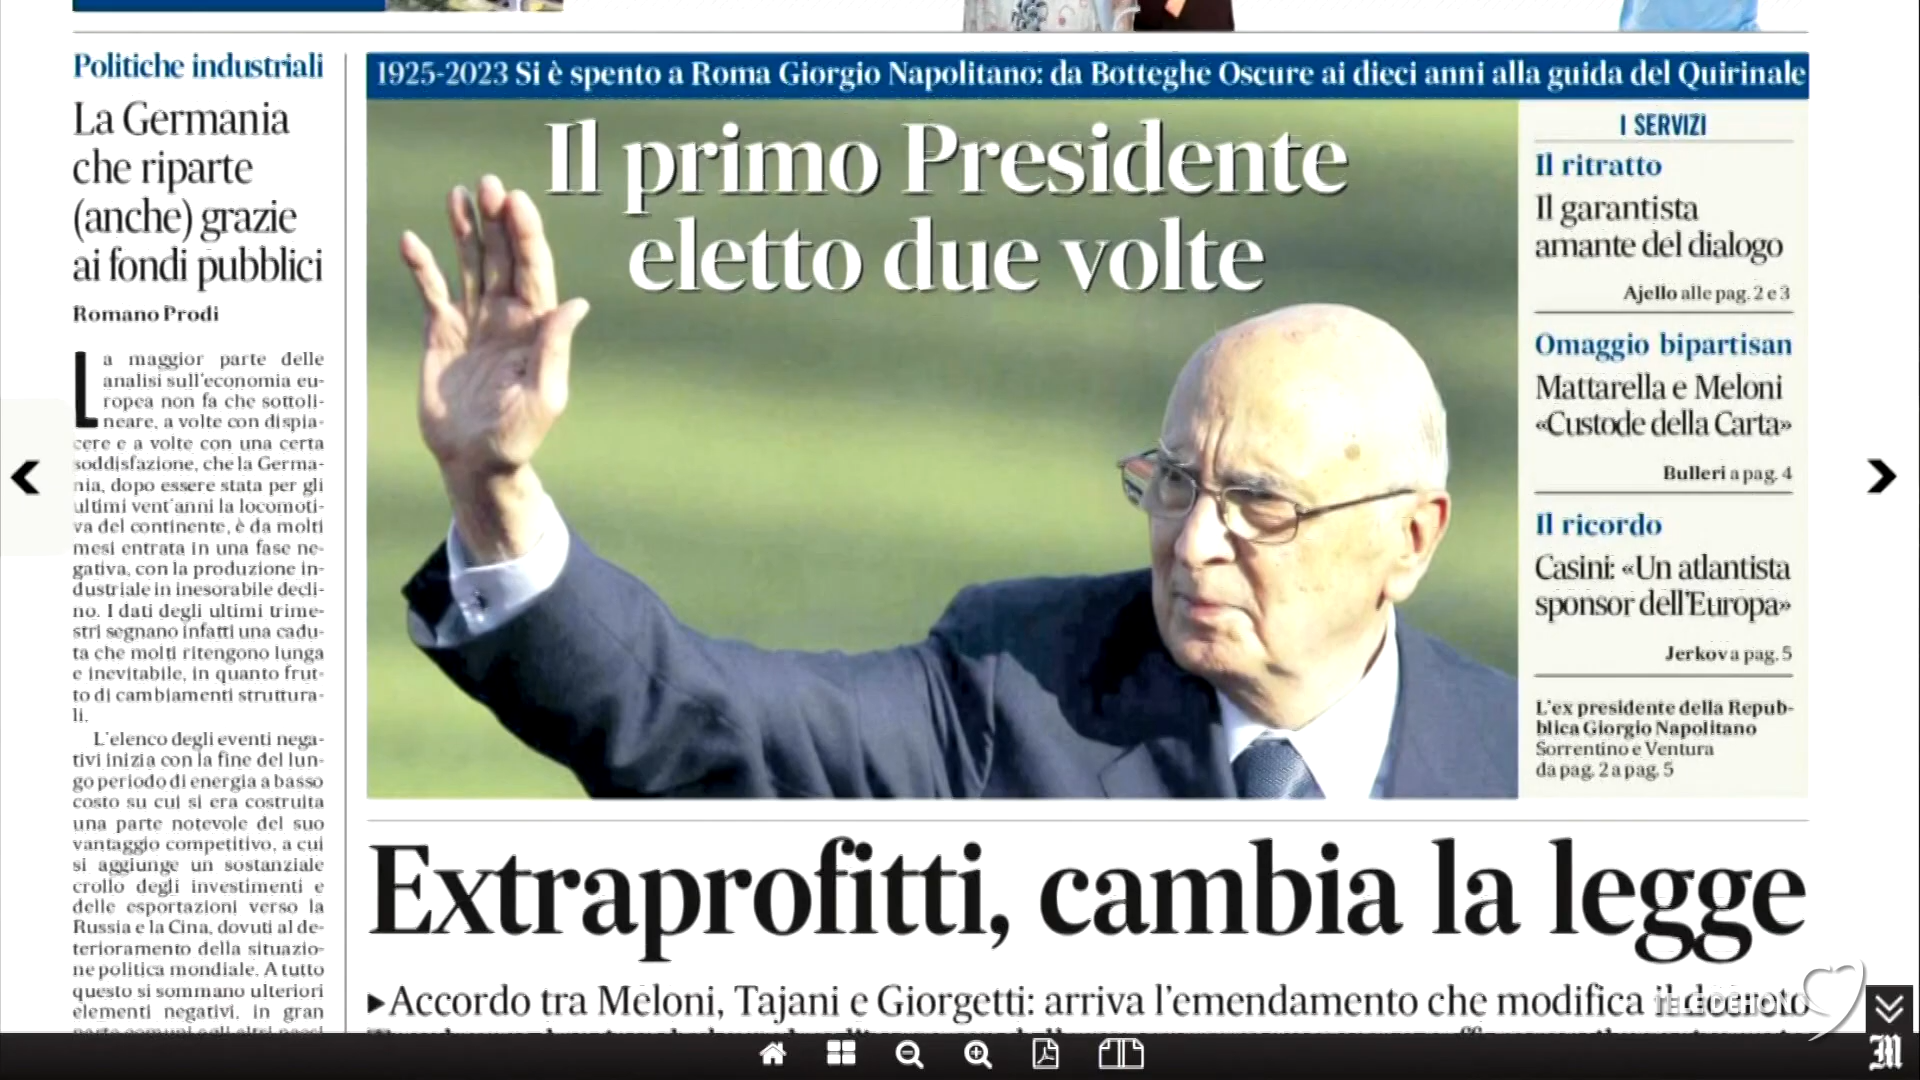 Politiche industriali
La Germania
che riparte
(anche) grazie
ai fondi pubblici
Romano Prodi
La maggior parte delle
analisi sull'economia eu-
ropea non fa che sottoli-
neare, a volte con dispia-
cere e a volte con una certa
soddisfazione, che la Germa-
nia, dopo essere stata per gli
ultimi vent'anni la locomoti-
va del continente, è da molti
mesi entrata in una fase ne-
gativa, con la produzione in-
dustriale in inesorabile decli-
no. I dati degli ultimi trime-
stri segnano infatti una cadu-
ta che molti ritengono lunga
e inevitabile, in quanto frut-
to di cambiamenti struttura-
li.
L'elenco degli eventi nega-
tivi inizia con la fine del lun-
go periodo di energia a basso
costo su cui si era costruita
una parte notevole del suo
vantaggio competitivo, a cui
si aggiunge un sostanziale
crollo degli investimenti e
delle esportazioni verso la
Russia e la Cina, dovuti al de-
terioramento della situazio-
ne politica mondiale. A tutto
questo si sommano ulteriori
elementi negativi, in gran
1925-2023 Si è spento a Roma Giorgio Napolitano: da Botteghe Oscure ai dieci anni alla guida del Quirinale
Il primo Presidente
eletto due volte
I SERVIZI
Il ritratto
Il garantista
amante del dialogo
Ajello alle pag. 2 e 3
Omaggio bipartisan
Mattarella e Meloni
«Custode della Carta»
Bulleri a pag. 4
Il ricordo
Casini: «Un atlantista
sponsor dell'Europa»
Jerkov a pag. 5
L'ex presidente della Repub-
blica Giorgio Napolitano
Sorrentino e Ventura
da pag. 2 a pag. 5
Extraprofitti, cambia la legge
▸Accordo tra Meloni, Tajani e Giorgetti: arriva l'emendamento che modifica il decreto
TELEDEHON
M